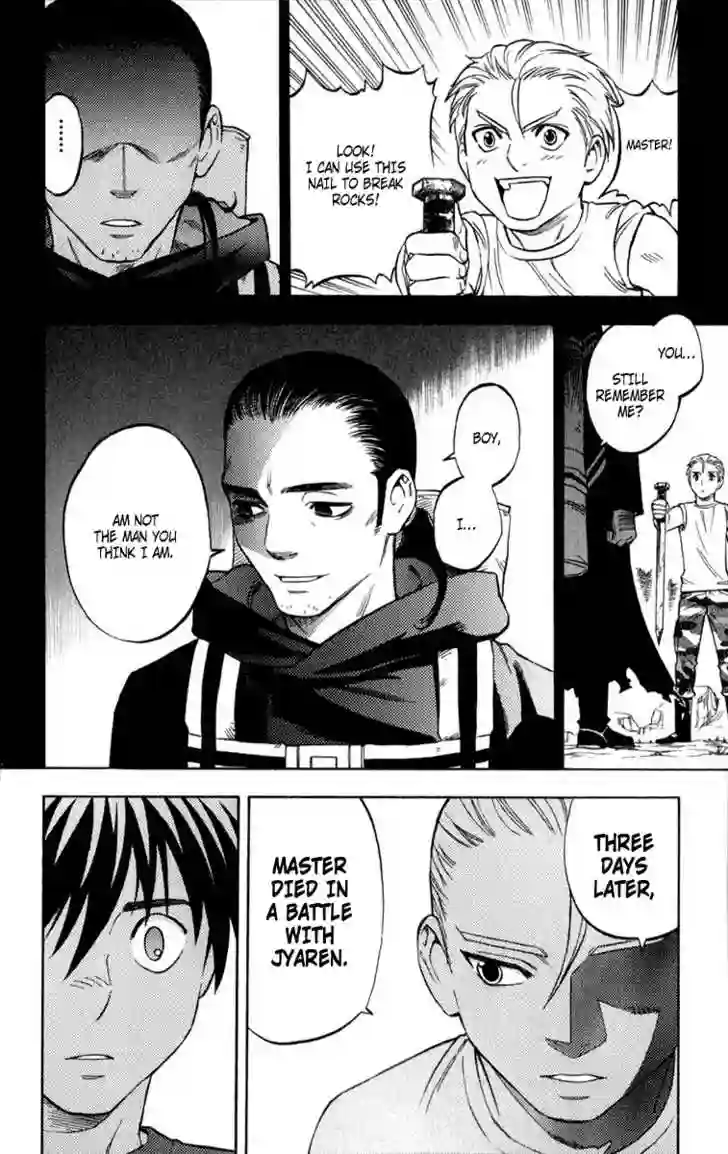 MASTER!
LOOK!
I CAN USE THIS
NAIL TO BREAK
ROCKS!
........
YOU...
STILL
REMEMBER
ME?
BOY,
I...
AM NOT
THE MAN YOU
THINK I AM.
THREE
DAYS
LATER,
MASTER
DIED IN
A BATTLE
WITH
JYAREN.